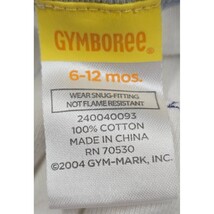 GYMBOREE
6-12 mos.
WEAR SNUG-FITTING
NOT FLAME RESISTANT
240040093
100% COTTON
MADE IN CHINA
RN 70530
©2004 GYM-MARK, INC.